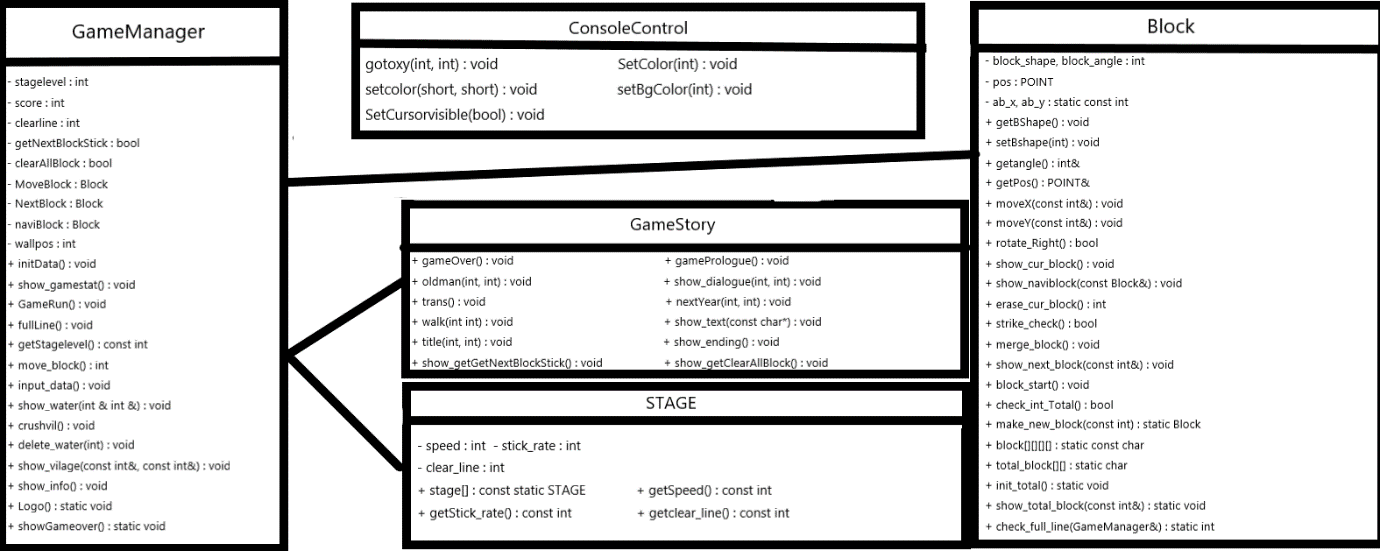 GameManager
- stagelevel : int
- score : int
- clearline : int
- getNextBlockStick : bool
- clearAllBlock : bool
- MoveBlock : Block
- NextBlock : Block
- naviBlock : Block
- wallpos : int
+ initData() : void
+ show_gamestat() : void
+ GameRun() : void
+ fullLine() : void
+ getStagelevel() : const int
+ move_block() : int
+ input_data() : void
+ show_water(int & int &) : void
+ crushvil() : void
+ delete_water(int) : void
+ show_vilage(const int&, const int&) : void
+ show_info() : void
+ Logo() : static void
+ showGameover() : static void
ConsoleControl
gotoxy(int, int) : void SetColor(int) : void
setcolor(short, short) : void setBgColor(int) : void
SetCursorvisible(bool) : void
GameStory
+ gameOver() : void + gamePrologue() : void
+ oldman(int, int) : void + show_dialogue(int, int) : void
+ trans() : void + nextYear(int, int) : void
+ walk(int int) : void + show_text(const char*) : void
+ title(int, int) : void + show_ending() : void
+ show_getGetNextBlockStick() : void + show_getClearAllBlock() : void
STAGE
- speed : int - stick_rate : int
- clear_line : int
+ stage[] : const static STAGE + getSpeed() : const int
+ getStick_rate() : const int + getclear_line() : const int
Block
- block_shape, block_angle : int
- pos : POINT
- ab_x, ab_y : static const int
+ getBShape() : void
+ setBshape(int) : void
+ getangle() : int&
+ getPos() : POINT&
+ moveX(const int&) : void
+ moveY(const int&) : void
+ rotate_Right() : bool
+ show_cur_block() : void
+ show_naviblock(const Block&) : void
+ erase_cur_block() : int
+ strike_check() : bool
+ merge_block() : void
+ show_next_block(const int&) : void
+ block_start() : void
+ check_int_Total() : bool
+ make_new_block(const int) : static Block
+ block[][][][] : static const char
+ total_block[][] : static char
+ init_total() : static void
+ show_total_block(const int&) : static void
+ check_full_line(GameManager&) : static int